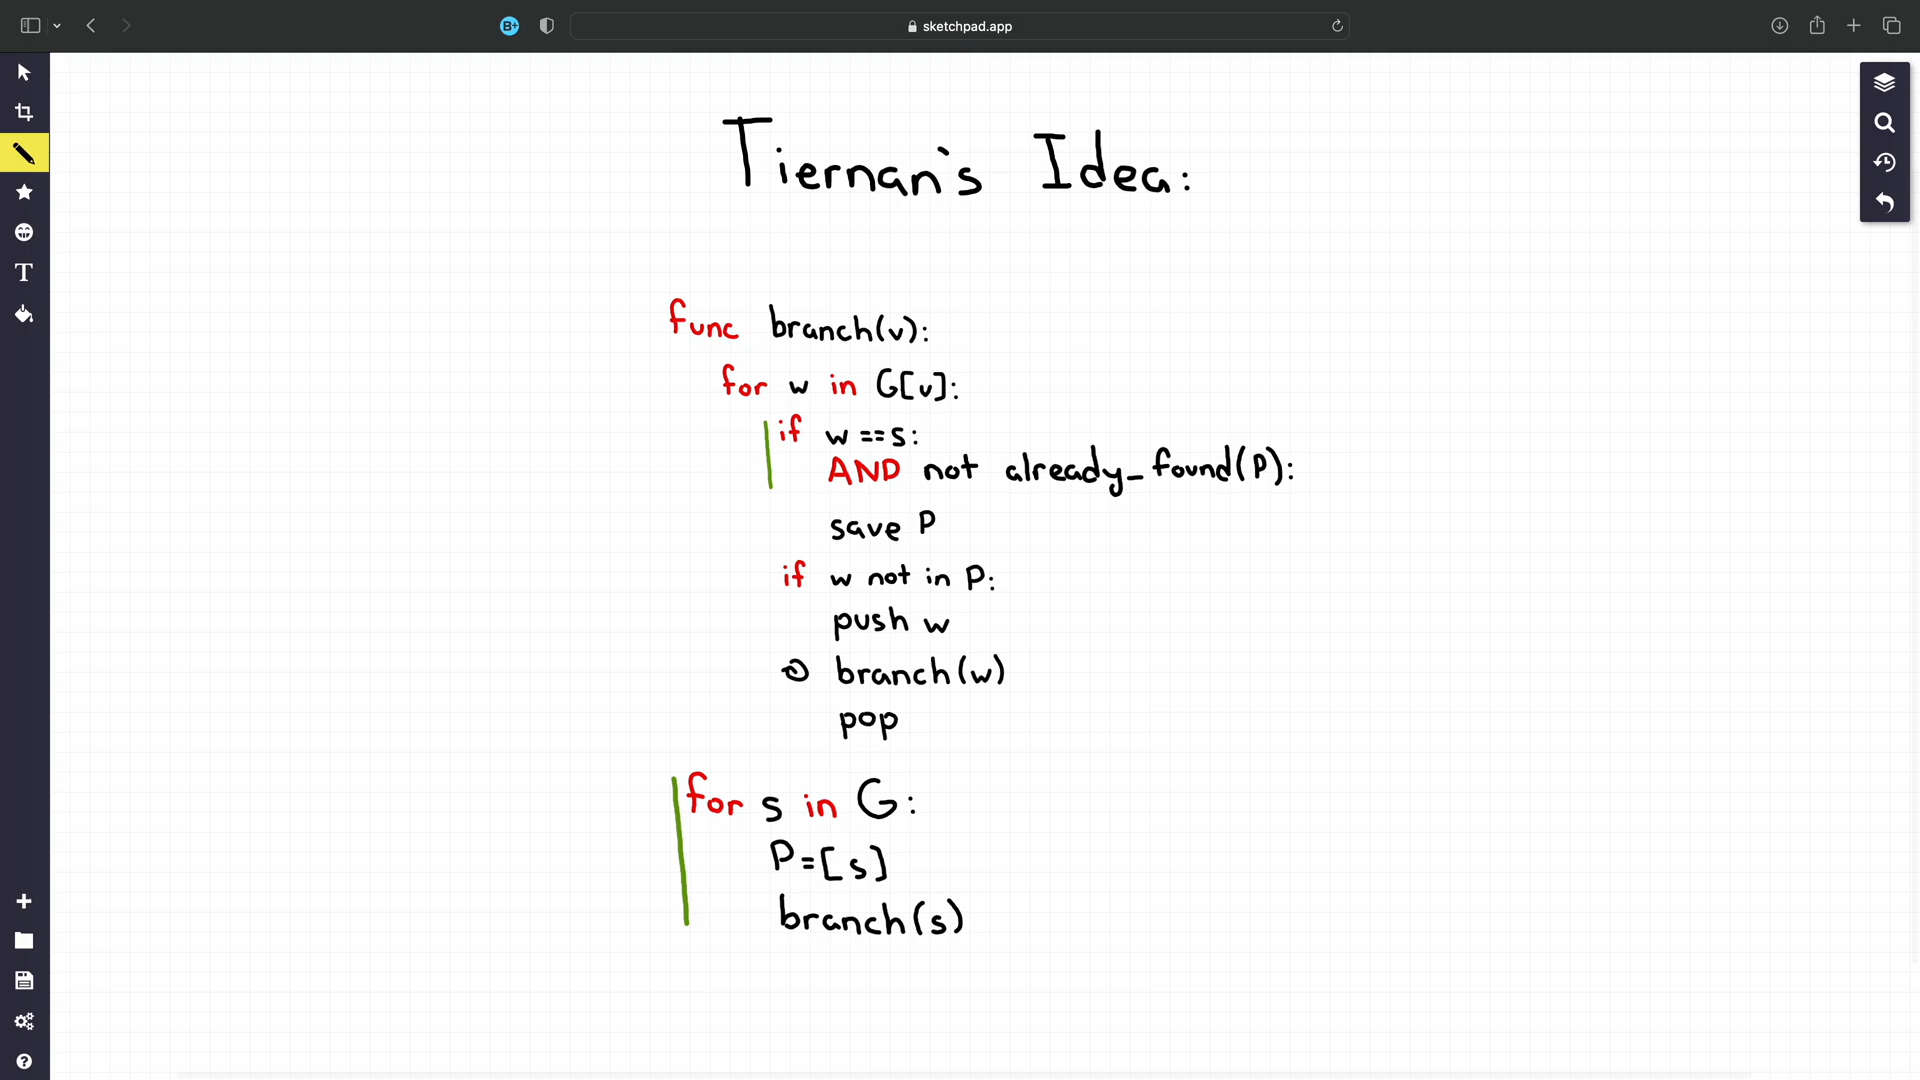 B+
sketchpad.app
Tiernan's Idea:
func branch(v):
for w in G[v]:
if w == s:
AND not already_found(P):
save P
if w not in P:
push w
branch(w)
pop
for s in G:
P=[s]
branch(s)
T